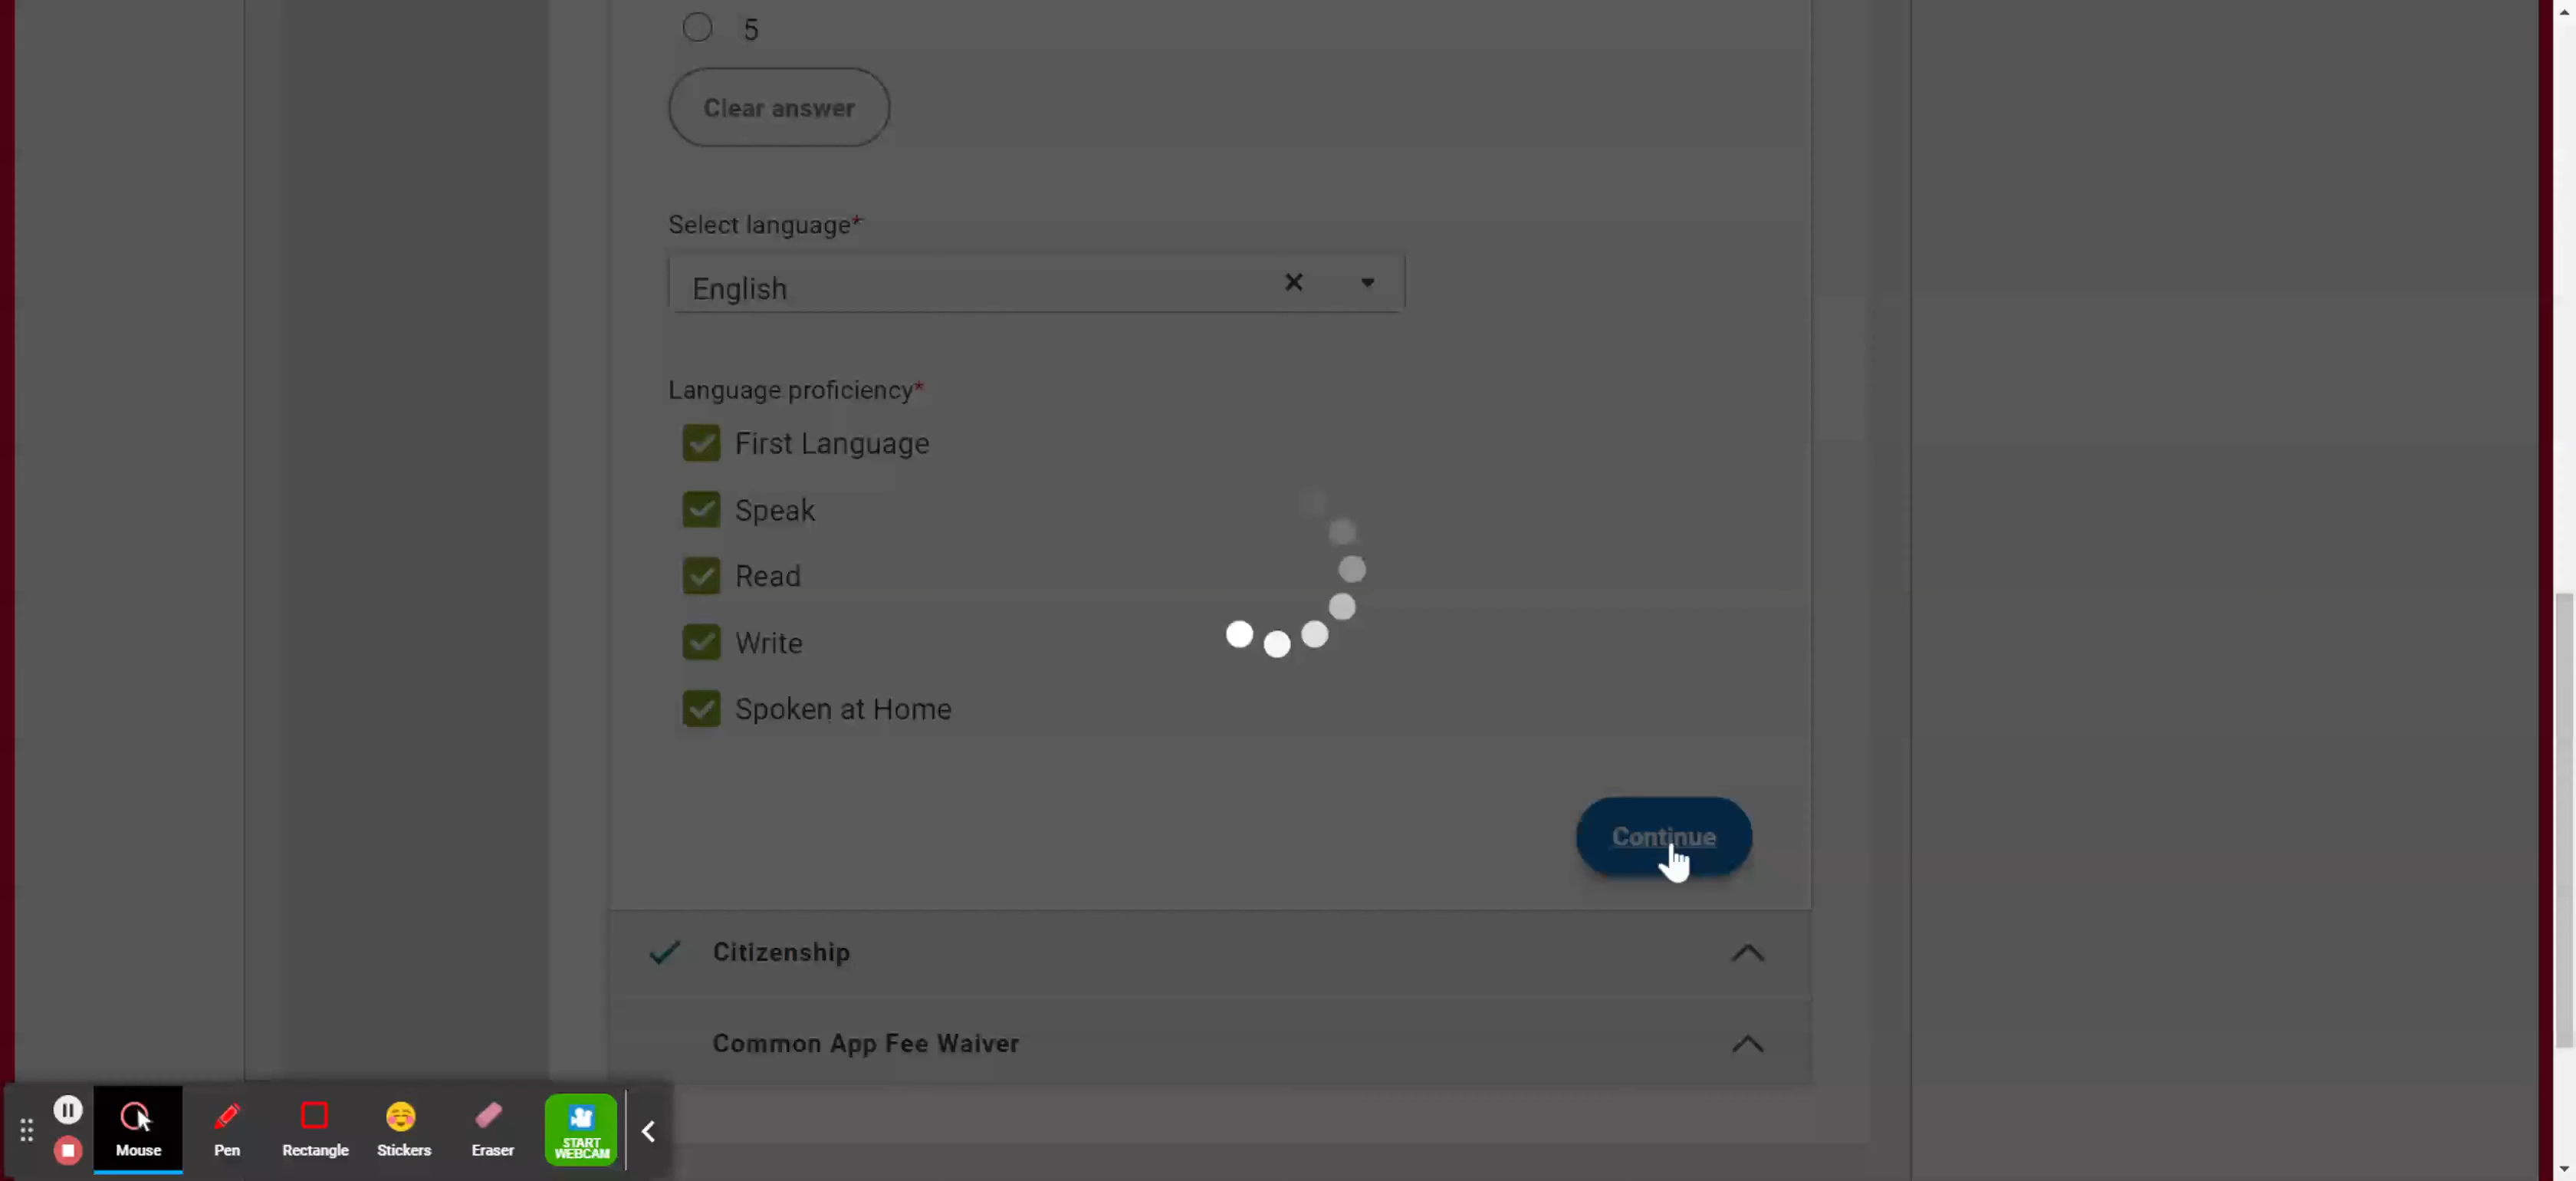 5
Clear answer
Select language*
English
Language proficiency*
First Language
Speak
Read
Write
Spoken at Home
Continue
Citizenship
Common App Fee Waiver
Mouse
Pen
Rectangle
Stickers
Eraser
START
WEBCAM